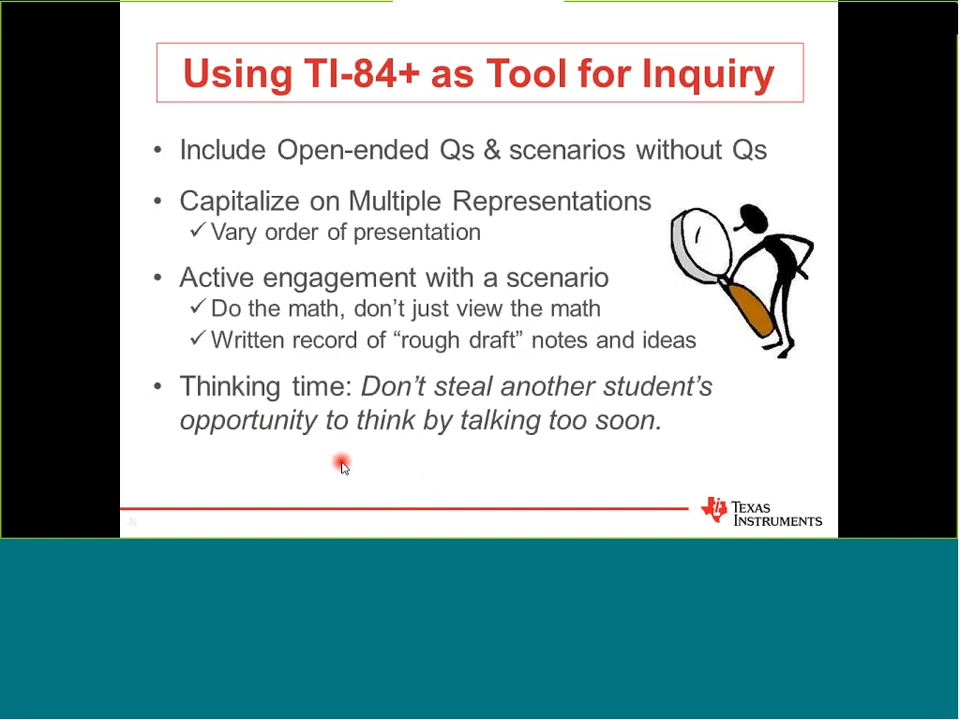 Using TI-84+ as Tool for Inquiry
• Include Open-ended Qs & scenarios without Qs
• Capitalize on Multiple Representations
✓Vary order of presentation
• Active engagement with a scenario
✓Do the math, don’t just view the math
✓Written record of “rough draft” notes and ideas
• Thinking time: Don’t steal another student’s
opportunity to think by talking too soon.
8
TEXAS
INSTRUMENTS